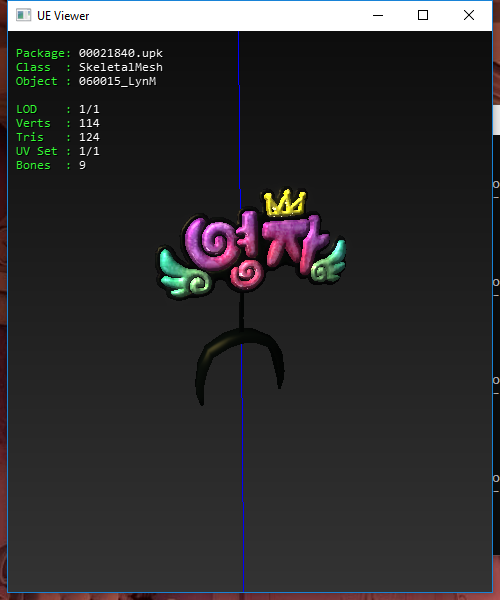 UE Viewer
Package: 00021840.upk
Class : SkeletalMesh
Object : 060015_LynM
LOD : 1/1
Verts : 114
Tris : 124
UV Set : 1/1
Bones : 9
영자